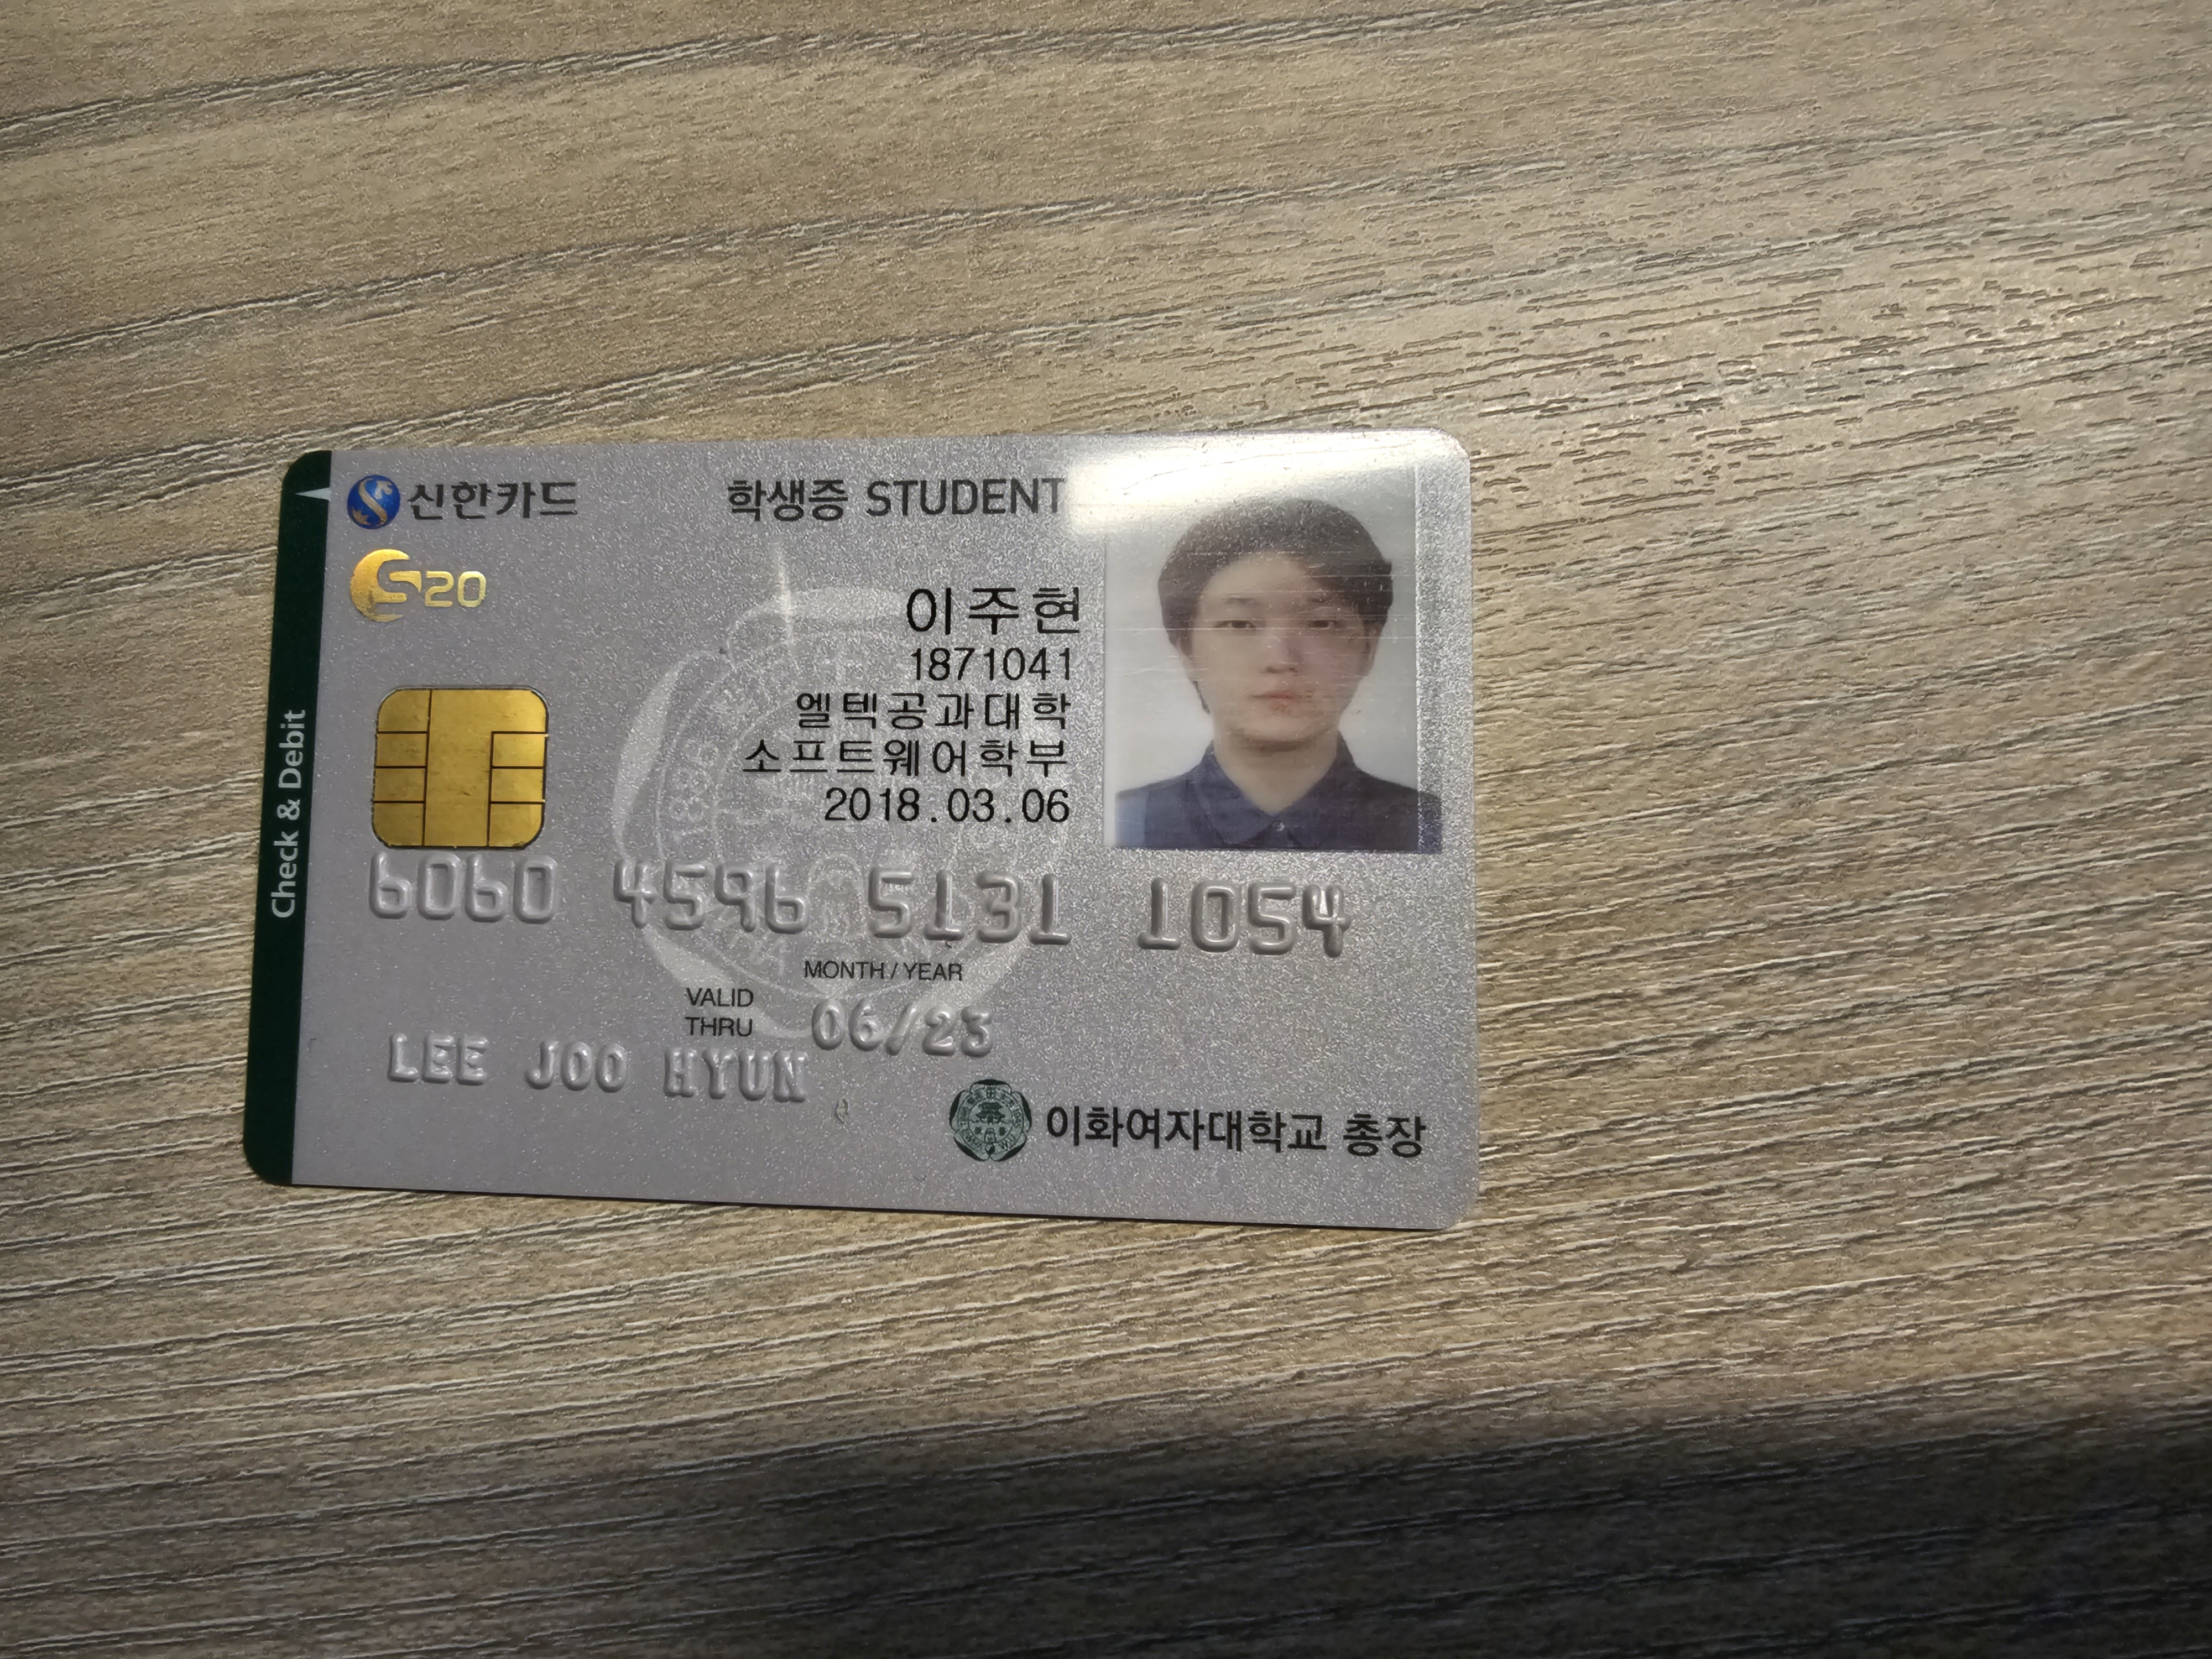 신한카드
학생증 STUDENT
S20
이주현
1871041
엘텍공과대학
소프트웨어학부
2018.03.06
Check & Debit
6060 4596 5131 1054
MONTH / YEAR
VALID THRU 06/23
LEE JOO HYUN
이화여자대학교 총장